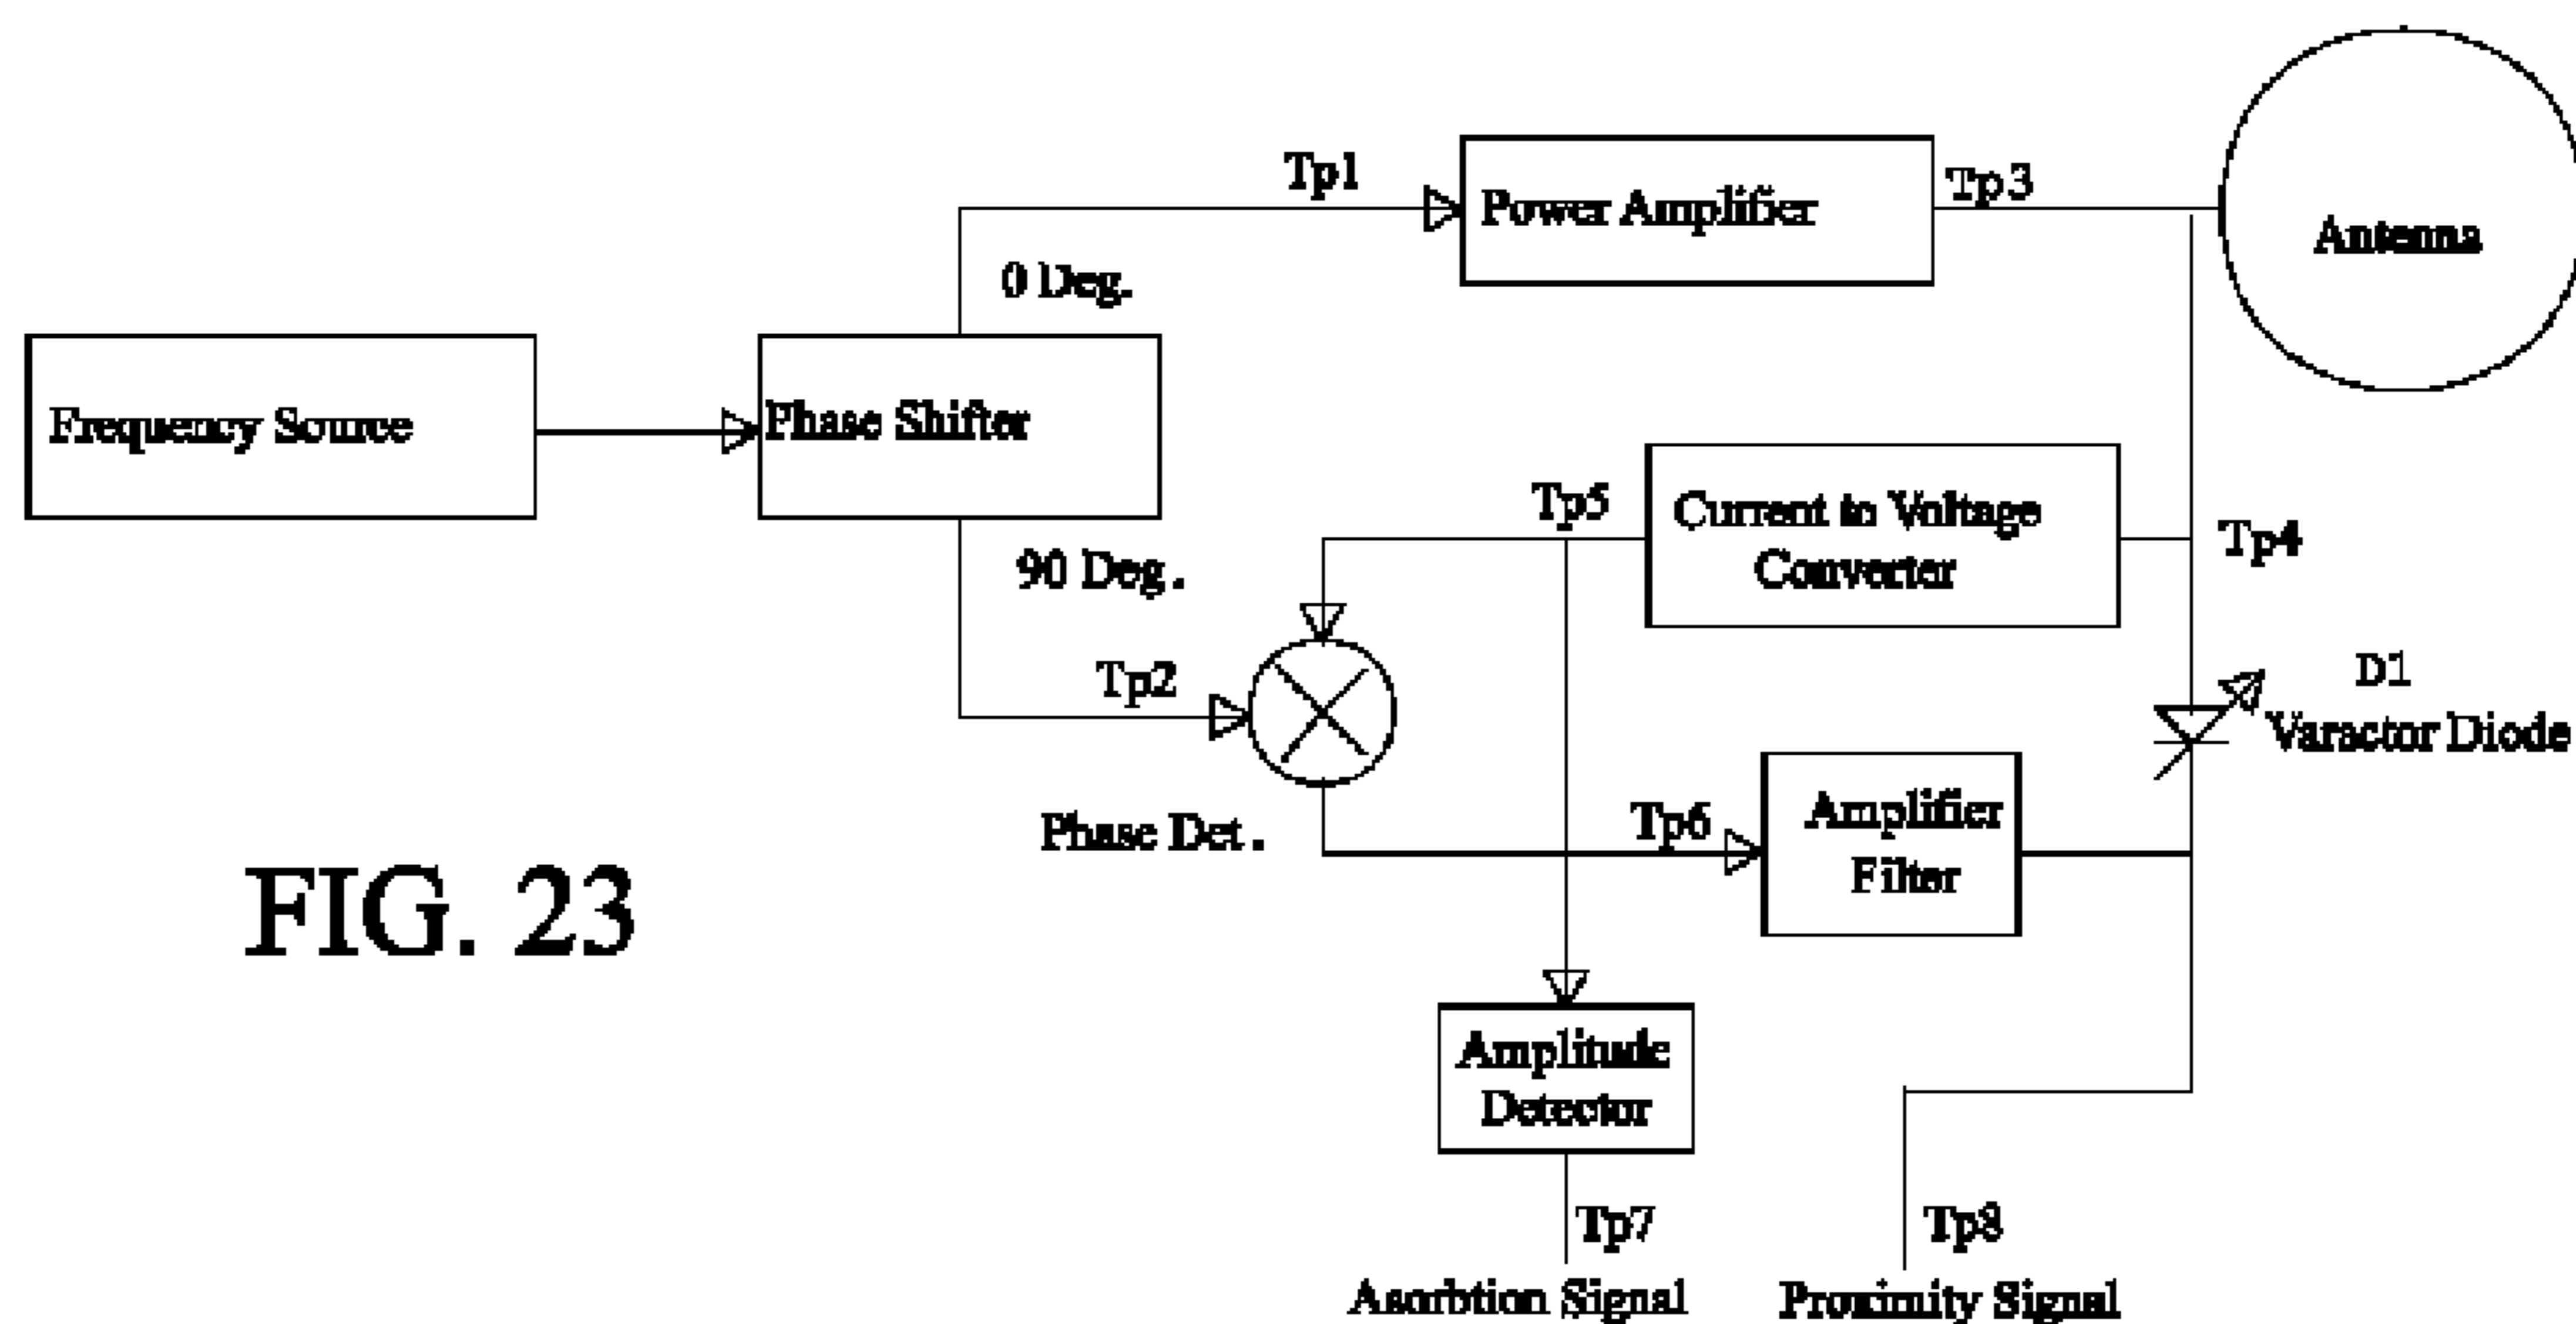 Tp1
Power Amplifier
Tp3
Antenna
0 Deg.
Frequency Source
Phase Shifter
90 Deg.
Tp5
Current to Voltage
Converter
Tp4
Tp2
D1
Varactor Diode
Phase Det.
Tp6
Amplifier
Filter
FIG. 23
Amplitude
Detector
Tp7
Tp8
Asorbtion Signal
Proximity Signal